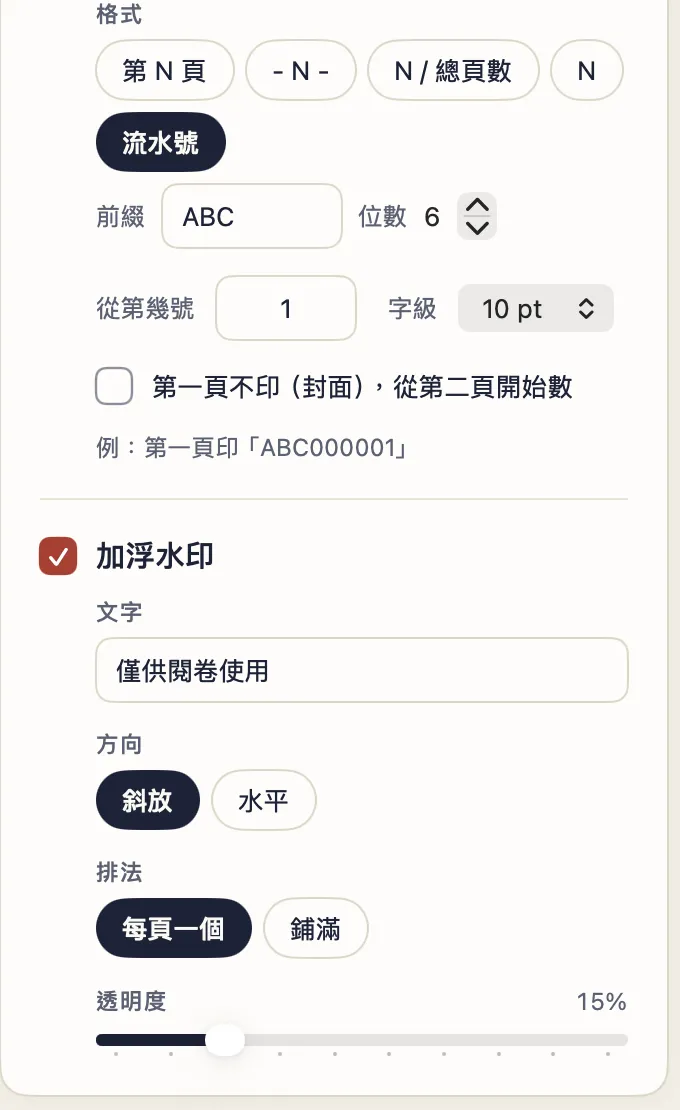 格式
第 N 頁 - N - N / 總頁數 N
流水號
前綴 ABC 位數 6
從第幾號 1 字級 10 pt
第一頁不印（封面），從第二頁開始數
例：第一頁印「ABC000001」
加浮水印
文字
僅供閱卷使用
方向
斜放 水平
排法
每頁一個 鋪滿
透明度 15%